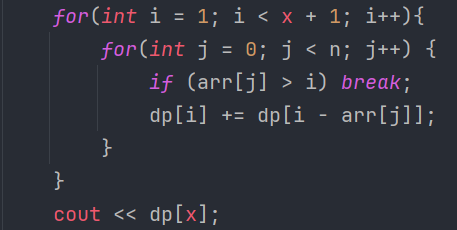 for(int i = 1; i < x + 1; i++){
for(int j = 0; j < n; j++) {
if (arr[j] > i) break;
dp[i] += dp[i - arr[j]];
}
}
cout << dp[x];